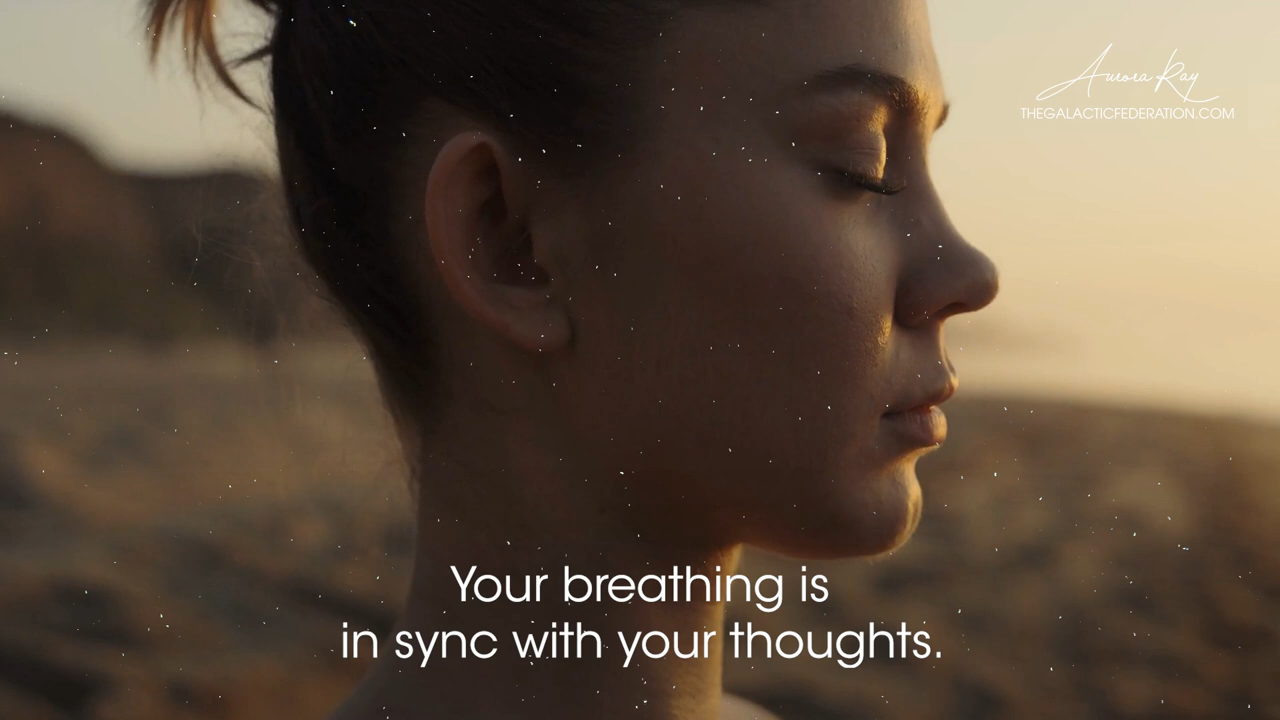 Aurora Ray
THEGALACTICFEDERATION.COM
Your breathing is
in sync with your thoughts.